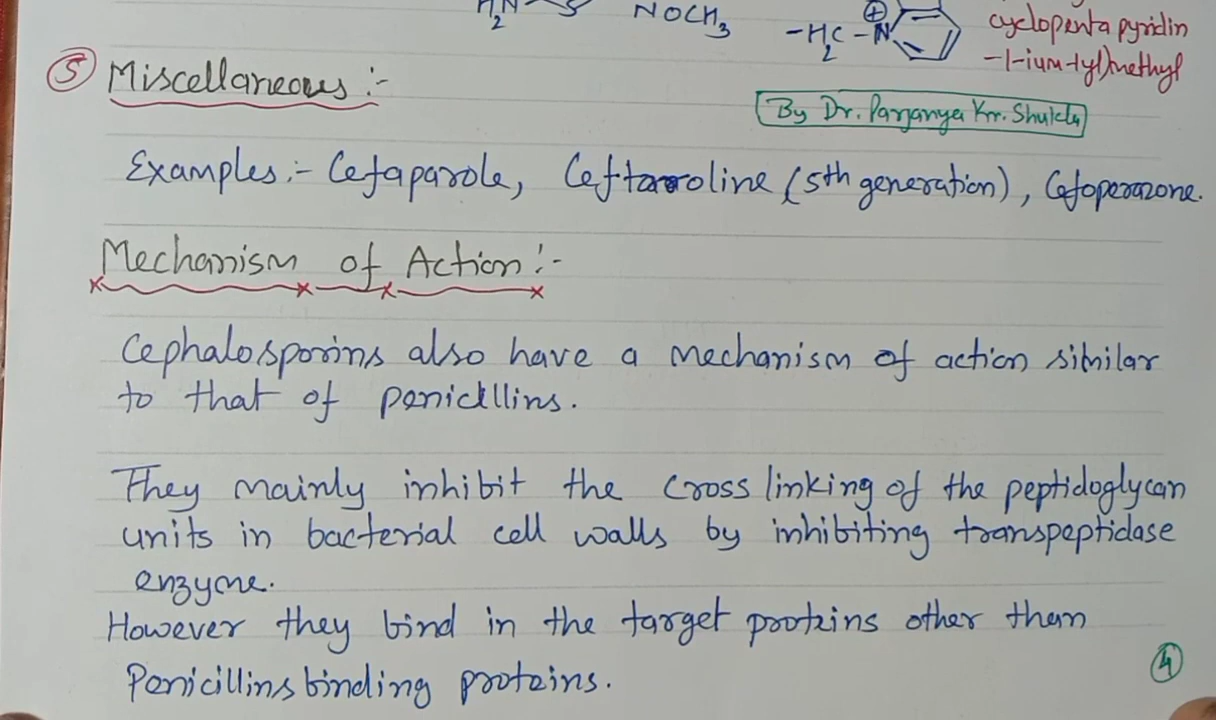 H₂N S NOCH₃
-H₂C-N⊕ cyclopenta pyridin
-1-ium-1yl)methyl
⑤ Miscellaneous :-
By Dr. Parjanya Kr. Shukla
Examples :- Cefaparole, Ceftaroline (5th generation), Cefoperazone.
Mechanism of Action :-
Cephalosporins also have a mechanism of action similar
to that of penicillins.
They mainly inhibit the cross linking of the peptidoglycan
units in bacterial cell walls by inhibiting transpeptidase
enzyme.
However they bind in the target proteins other than
Penicillins binding proteins.
④